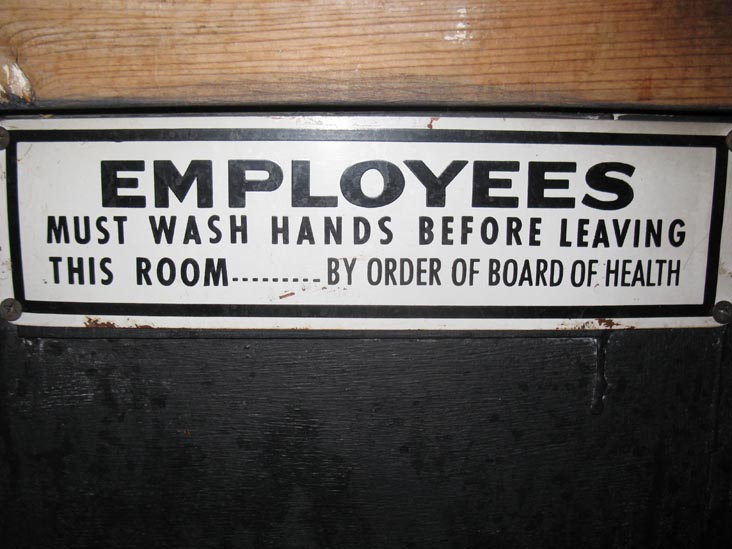 EMPLOYEES
MUST WASH HANDS BEFORE LEAVING
THIS ROOM.........BY ORDER OF BOARD OF HEALTH